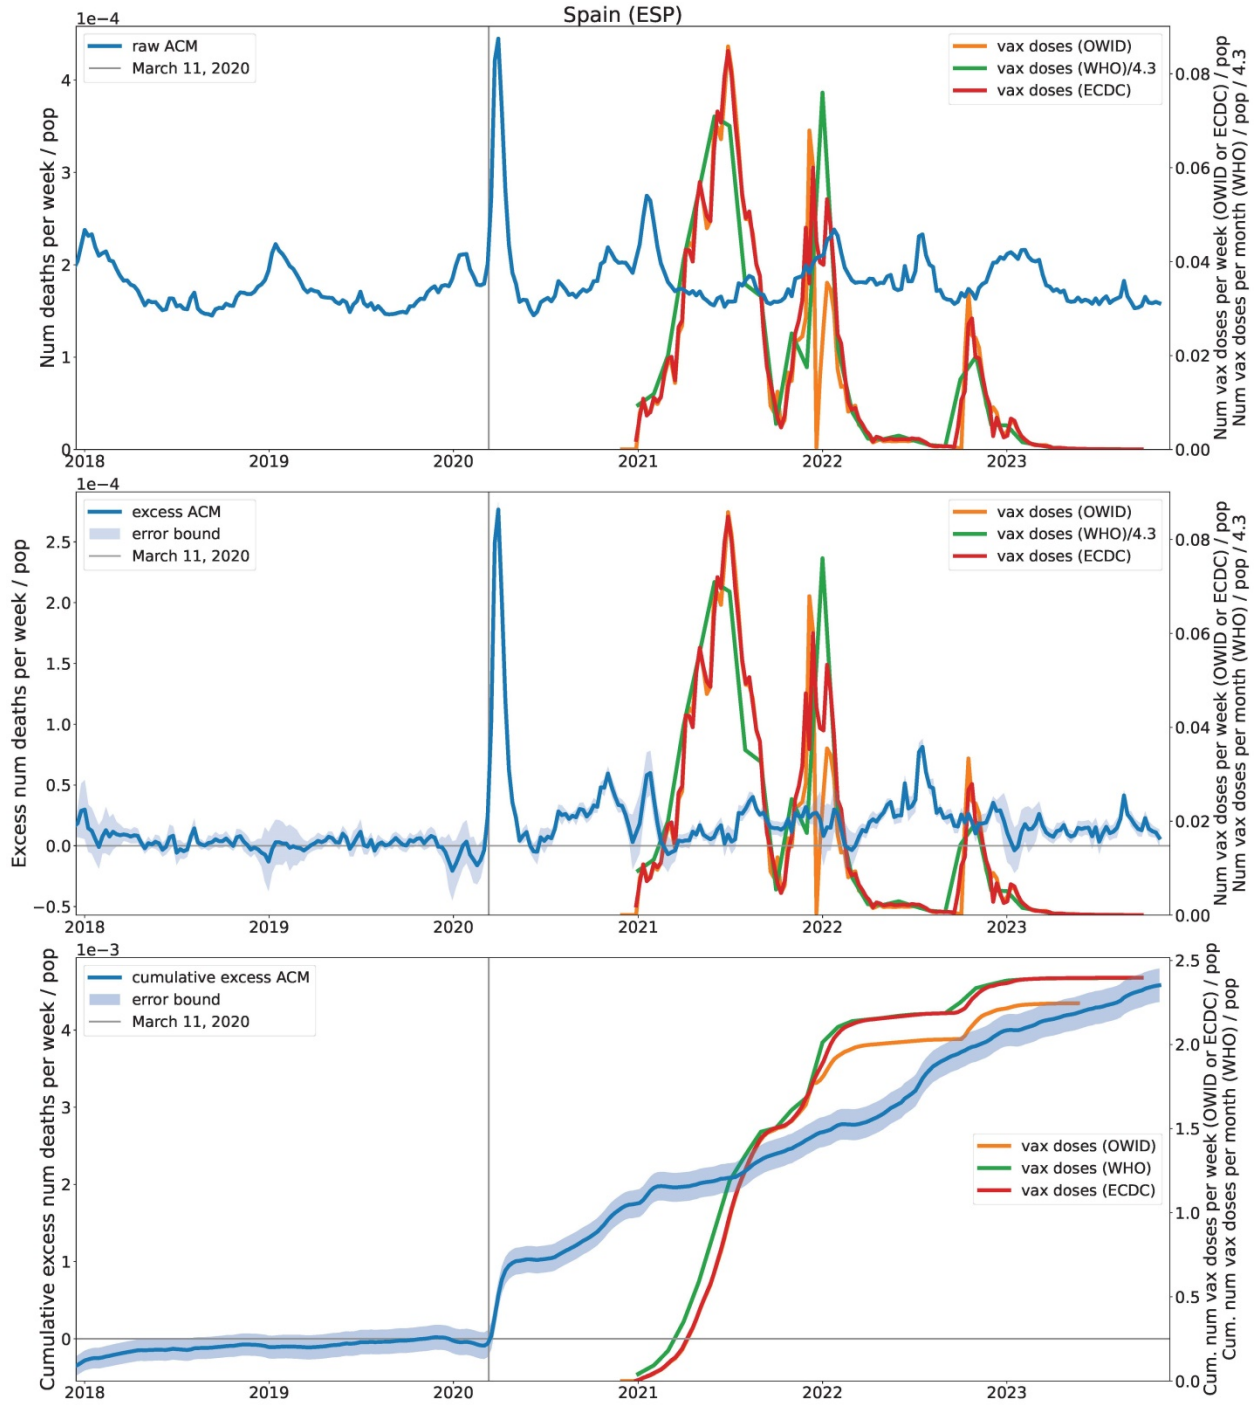 Spain (ESP)
1e−4
raw ACM
March 11, 2020
vax doses (OWID)
vax doses (WHO)/4.3
vax doses (ECDC)
Num deaths per week / pop
4
3
2
1
0
0.08
0.06
0.04
0.02
0.00
Num vax doses per week (OWID or ECDC) / pop
Num vax doses per month (WHO) / pop / 4.3
2018 2019 2020 2021 2022 2023
1e−4
excess ACM
error bound
March 11, 2020
vax doses (OWID)
vax doses (WHO)/4.3
vax doses (ECDC)
Excess num deaths per week / pop
2.5
2.0
1.5
1.0
0.5
0.0
−0.5
0.08
0.06
0.04
0.02
0.00
Num vax doses per week (OWID or ECDC) / pop
Num vax doses per month (WHO) / pop / 4.3
2018 2019 2020 2021 2022 2023
1e−3
cumulative excess ACM
error bound
March 11, 2020
vax doses (OWID)
vax doses (WHO)
vax doses (ECDC)
Cumulative excess num deaths per week / pop
4
3
2
1
0
2.5
2.0
1.5
1.0
0.5
0.0
Cum. num vax doses per week (OWID or ECDC) / pop
Cum. num vax doses per month (WHO) / pop
2018 2019 2020 2021 2022 2023